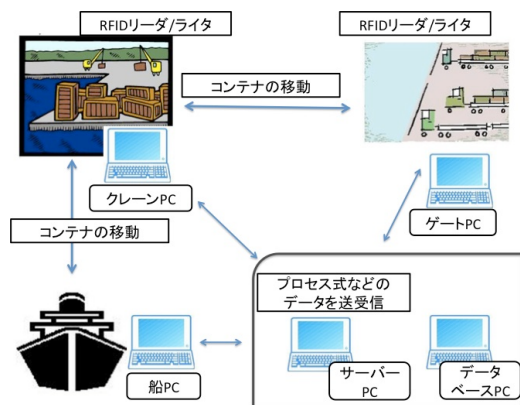 RFIDリーダ/ライタ
RFIDリーダ/ライタ
コンテナの移動
クレーンPC
ゲートPC
コンテナの移動
プロセス式などの
データを送受信
船PC
サーバー
PC
データ
ベースPC